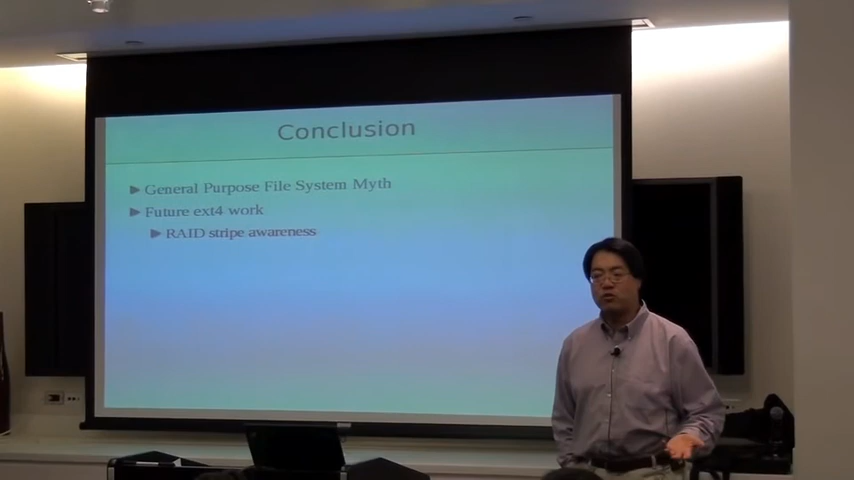 Conclusion
General Purpose File System Myth
Future ext4 work
RAID stripe awareness